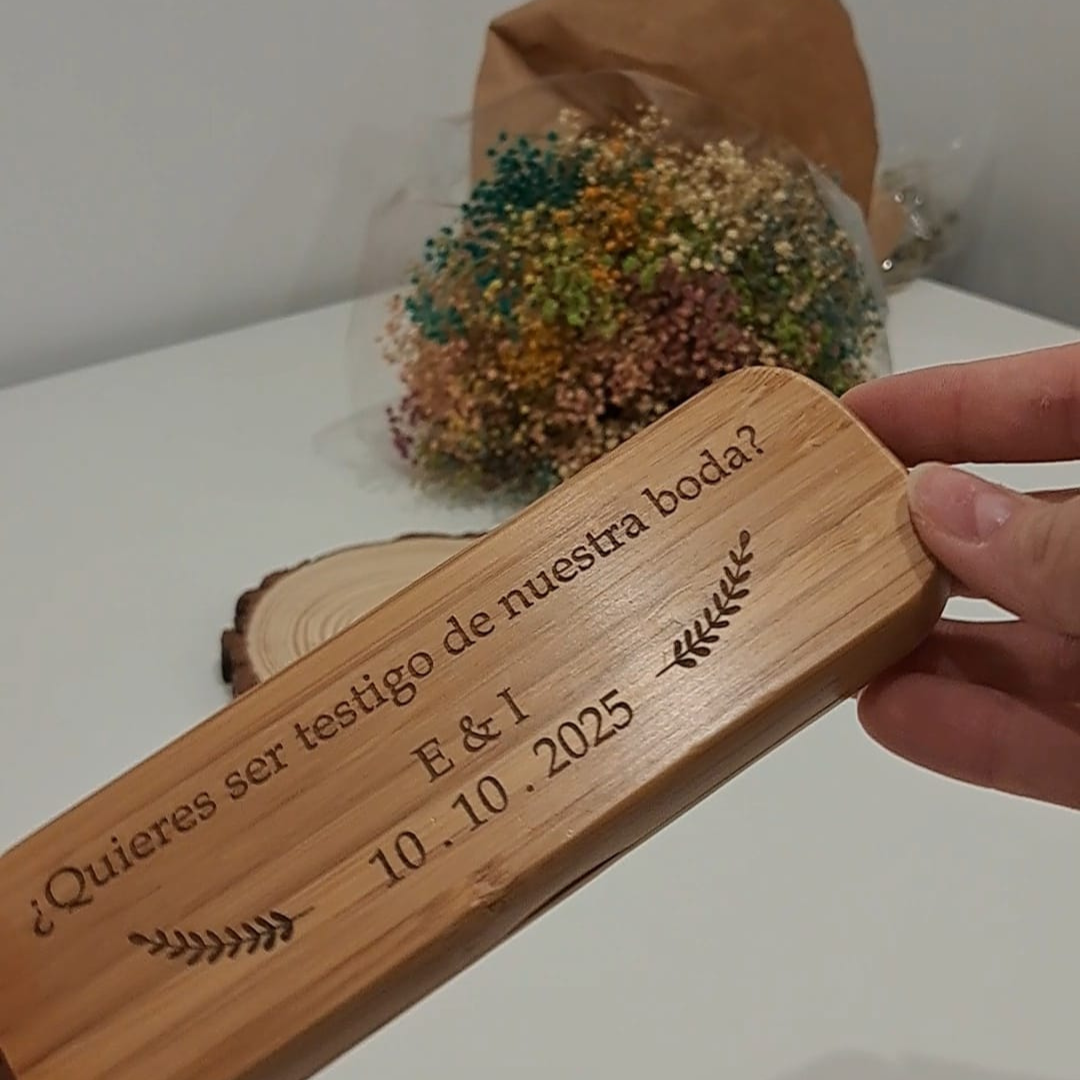 ¿Quieres ser testigo de nuestra boda?
E & I
10 . 10 . 2025